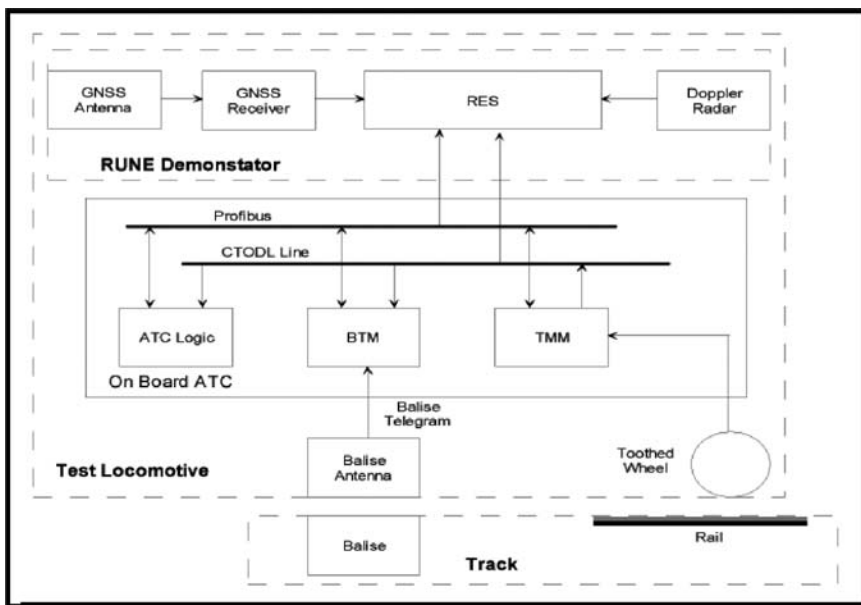 GNSS
Antenna
GNSS
Receiver
RES
Doppler
Radar
RUNE Demonstator
Profibus
CTODL Line
ATC Logic
BTM
TMM
On Board ATC
Balise
Telegram
Test Locomotive
Balise
Antenna
Toothed
Wheel
Balise
Track
Rail